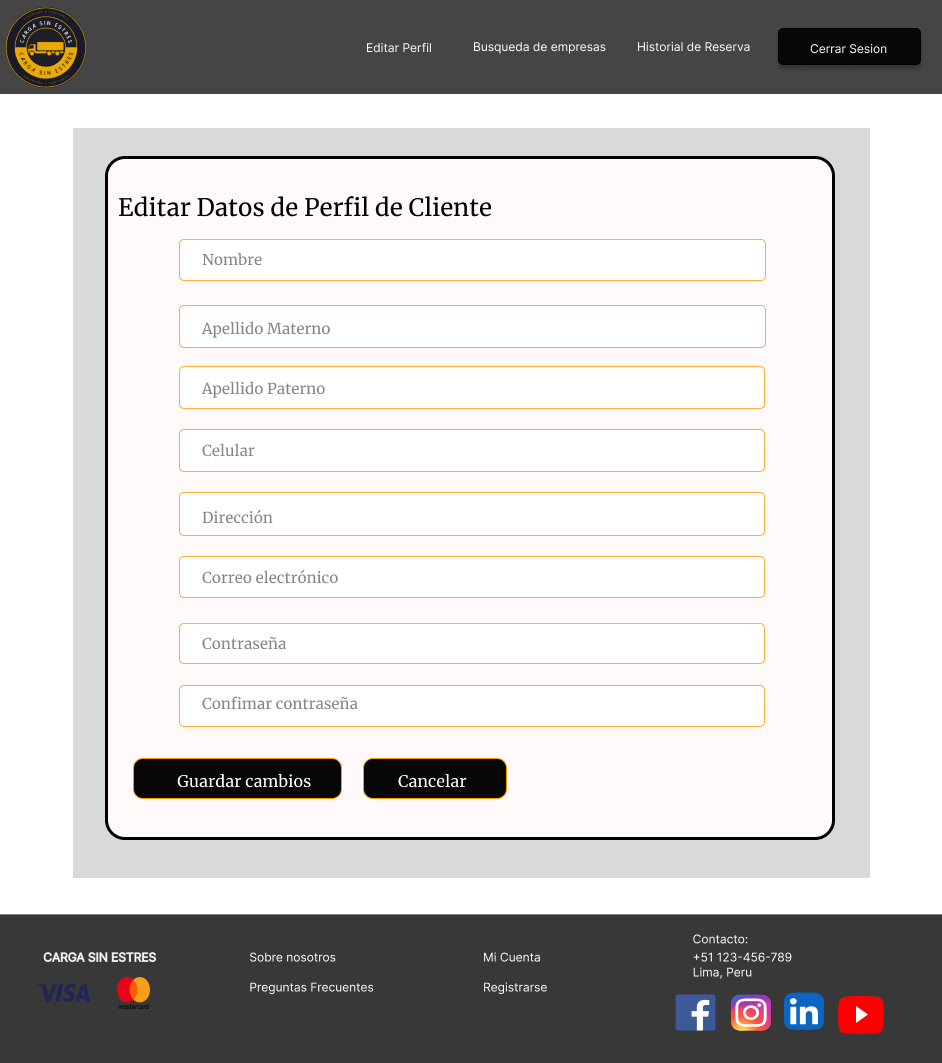 CARGA SIN ESTRES
CARGA SIN ESTRES
Editar Perfil
Busqueda de empresas
Historial de Reserva
Cerrar Sesion
Editar Datos de Perfil de Cliente
Nombre
Apellido Materno
Apellido Paterno
Celular
Dirección
Correo electrónico
Contraseña
Confimar contraseña
Guardar cambios
Cancelar
CARGA SIN ESTRES
VISA
mastercard
Sobre nosotros
Preguntas Frecuentes
Mi Cuenta
Registrarse
Contacto:
+51 123-456-789
Lima, Peru
f
in